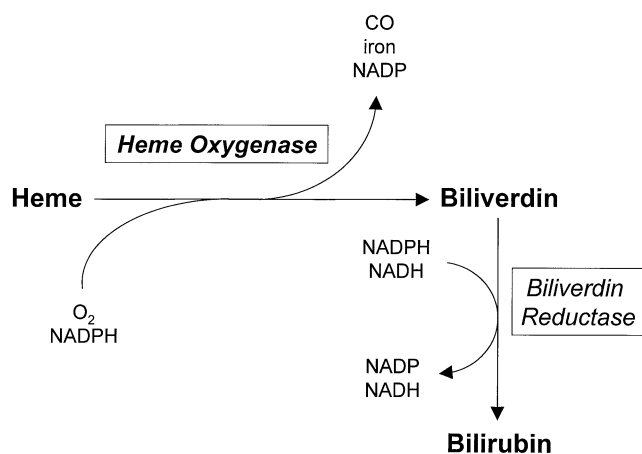 CO
iron
NADP
Heme Oxygenase
Heme
Biliverdin
NADPH
NADH
Biliverdin
Reductase
O₂
NADPH
NADP
NADH
Bilirubin